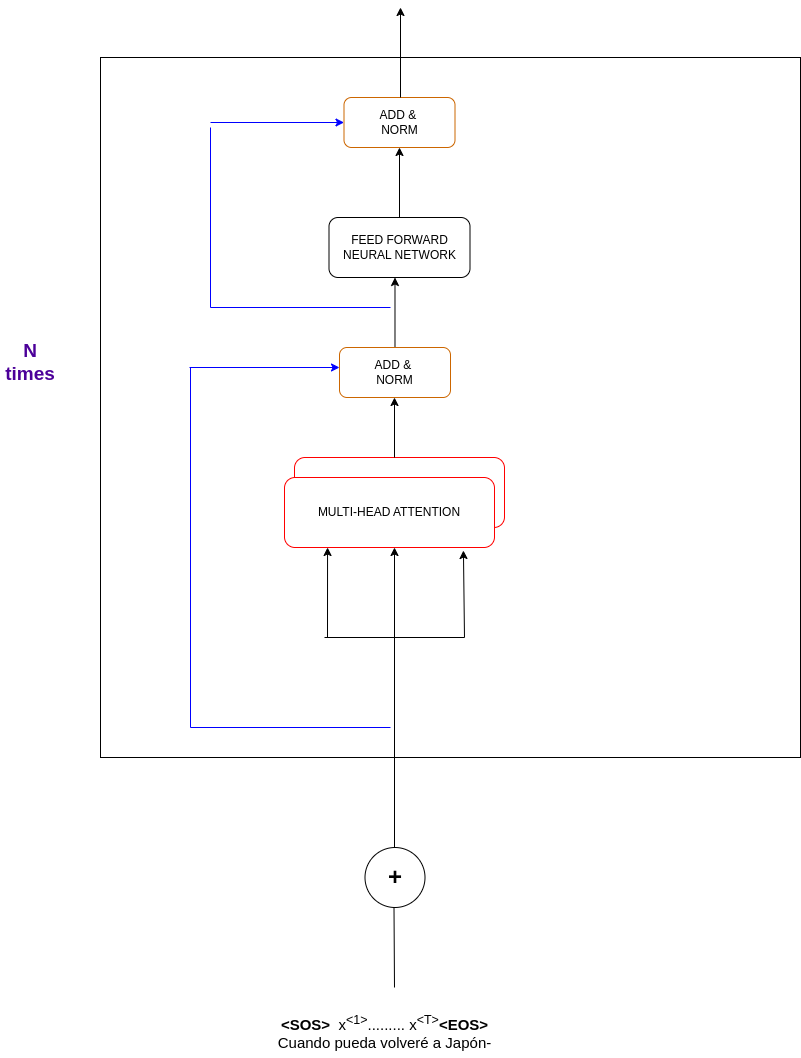 ADD &
NORM
FEED FORWARD
NEURAL NETWORK
N
times
ADD &
NORM
MULTI-HEAD ATTENTION
+
<SOS> x<1>......... x<T><EOS>
Cuando pueda volveré a Japón-